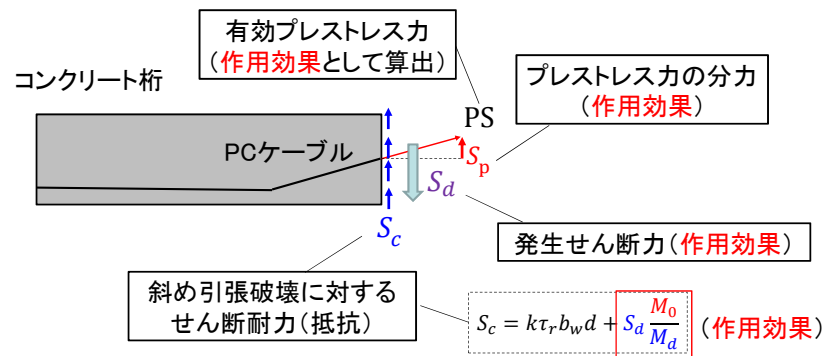 有効プレストレス力
(作用効果として算出)
コンクリート桁
プレストレス力の分力
(作用効果)
PS
PCケーブル
S_p
S_d
S_c
発生せん断力(作用効果)
斜め引張破壊に対する
せん断耐力(抵抗)
S_c = kτ_r b_w d + S_d M_0/M_d (作用効果)